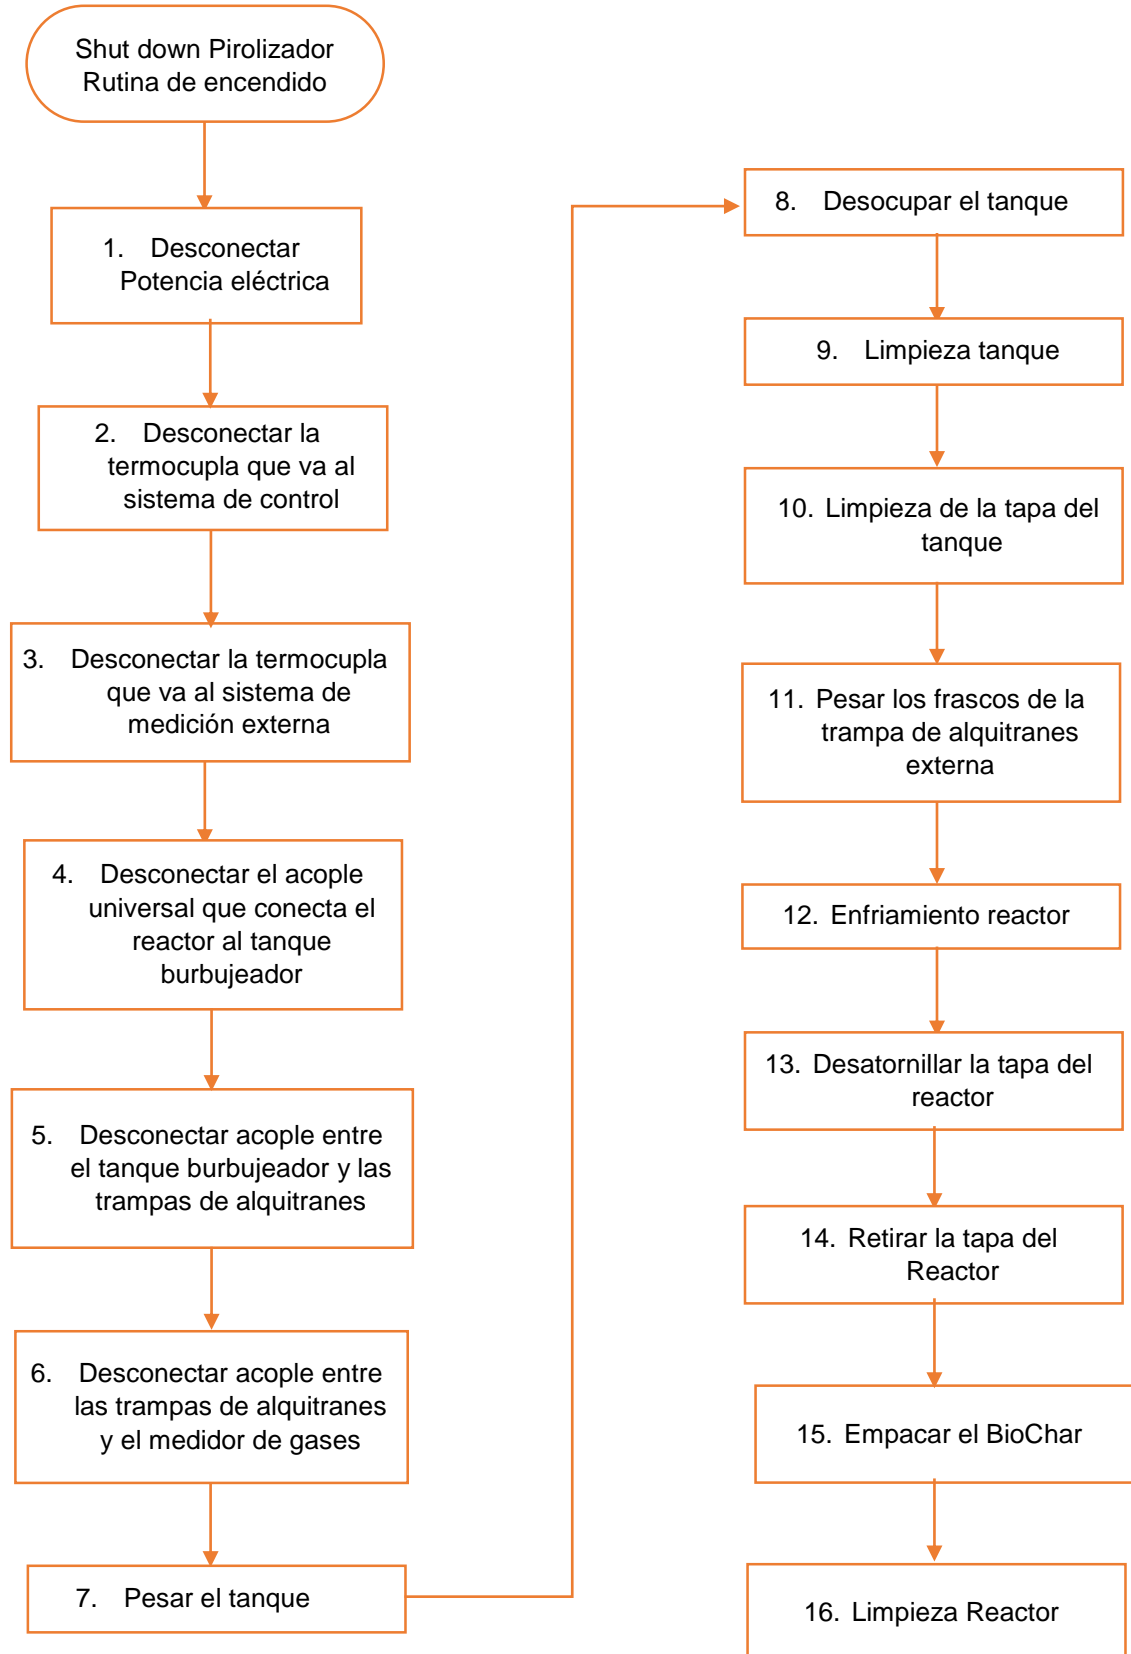 Shut down Pirolizador
Rutina de encendido
1. Desconectar
Potencia eléctrica
2. Desconectar la
termocupla que va al
sistema de control
3. Desconectar la termocupla
que va al sistema de
medición externa
4. Desconectar el acople
universal que conecta el
reactor al tanque
burbujeador
5. Desconectar acople entre
el tanque burbujeador y las
trampas de alquitranes
6. Desconectar acople entre
las trampas de alquitranes
y el medidor de gases
7. Pesar el tanque
8. Desocupar el tanque
9. Limpieza tanque
10. Limpieza de la tapa del
tanque
11. Pesar los frascos de la
trampa de alquitranes
externa
12. Enfriamiento reactor
13. Desatornillar la tapa del
reactor
14. Retirar la tapa del
Reactor
15. Empacar el BioChar
16. Limpieza Reactor